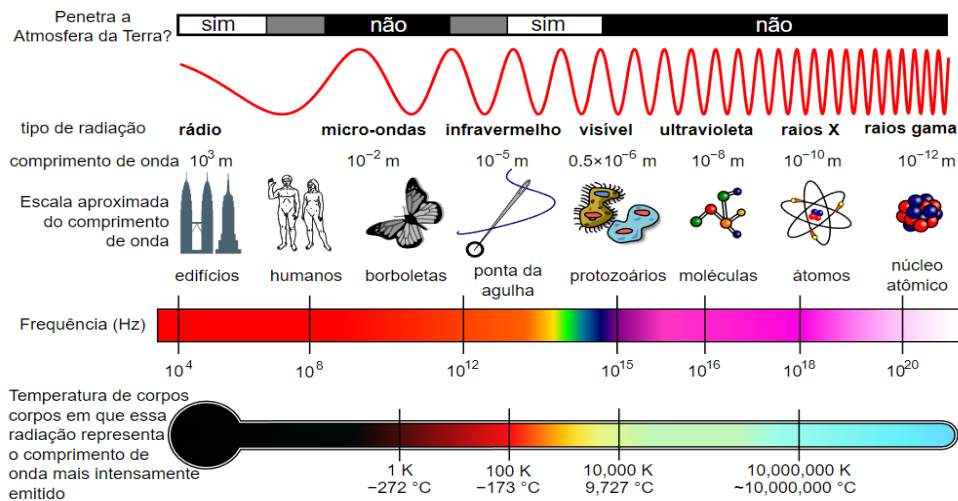 Penetra a
Atmosfera da Terra?
sim
não
sim
não
tipo de radiação
rádio
micro-ondas
infravermelho
visível
ultravioleta
raios X
raios gama
comprimento de onda
10³ m
10⁻² m
10⁻⁵ m
0.5×10⁻⁶ m
10⁻⁸ m
10⁻¹⁰ m
10⁻¹² m
Escala aproximada
do comprimento
de onda
edifícios
humanos
borboletas
ponta da
agulha
protozoários
moléculas
átomos
núcleo
atômico
Frequência (Hz)
10⁴
10⁸
10¹²
10¹⁵
10¹⁶
10¹⁸
10²⁰
Temperatura de corpos
corpos em que essa
radiação representa
o comprimento de
onda mais intensamente
emitido
1 K
−272 °C
100 K
−173 °C
10,000 K
9,727 °C
10,000,000 K
~10,000,000 °C